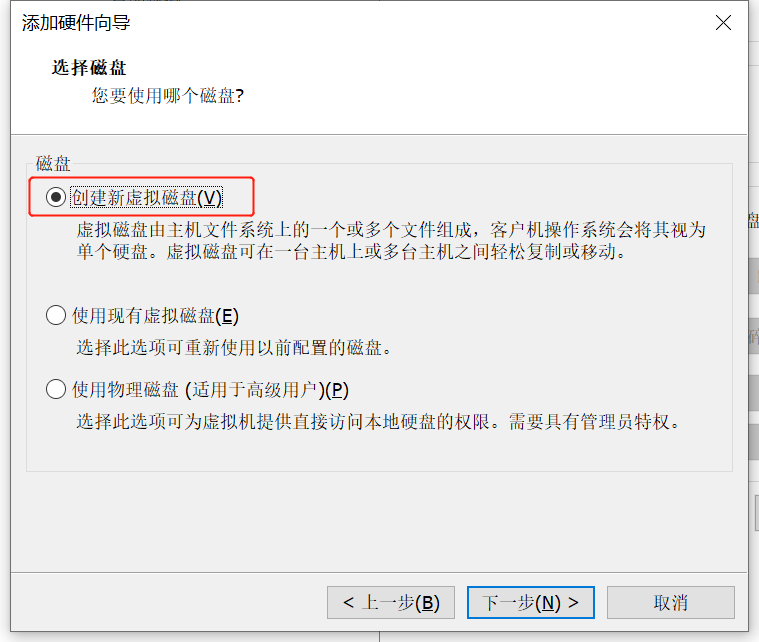 添加硬件向导
选择磁盘
您要使用哪个磁盘?
磁盘
创建新虚拟磁盘(V)
虚拟磁盘由主机文件系统上的一个或多个文件组成，客户机操作系统会将其视为
单个硬盘。虚拟磁盘可在一台主机上或多台主机之间轻松复制或移动。
使用现有虚拟磁盘(E)
选择此选项可重新使用以前配置的磁盘。
使用物理磁盘 (适用于高级用户)(P)
选择此选项可为虚拟机提供直接访问本地硬盘的权限。需要具有管理员特权。
< 上一步(B)
下一步(N) >
取消